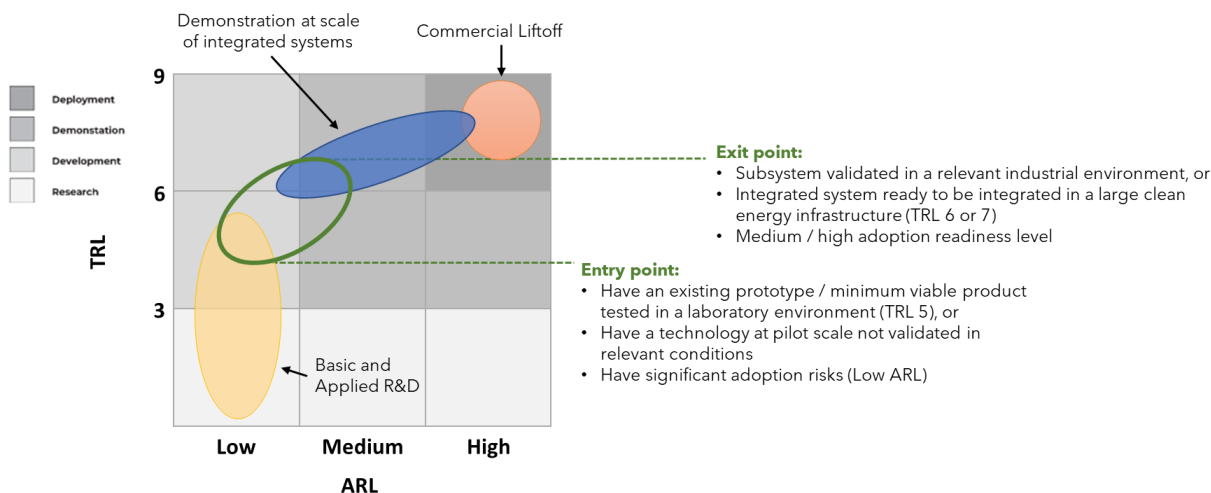 Demonstration at scale
of integrated systems
Commercial Liftoff
Deployment
Demonstation
Development
Research
TRL
9
6
3
Low
Medium
High
ARL
Basic and
Applied R&D
Exit point:
• Subsystem validated in a relevant industrial environment, or
• Integrated system ready to be integrated in a large clean
energy infrastructure (TRL 6 or 7)
• Medium / high adoption readiness level
Entry point:
• Have an existing prototype / minimum viable product
tested in a laboratory environment (TRL 5), or
• Have a technology at pilot scale not validated in
relevant conditions
• Have significant adoption risks (Low ARL)